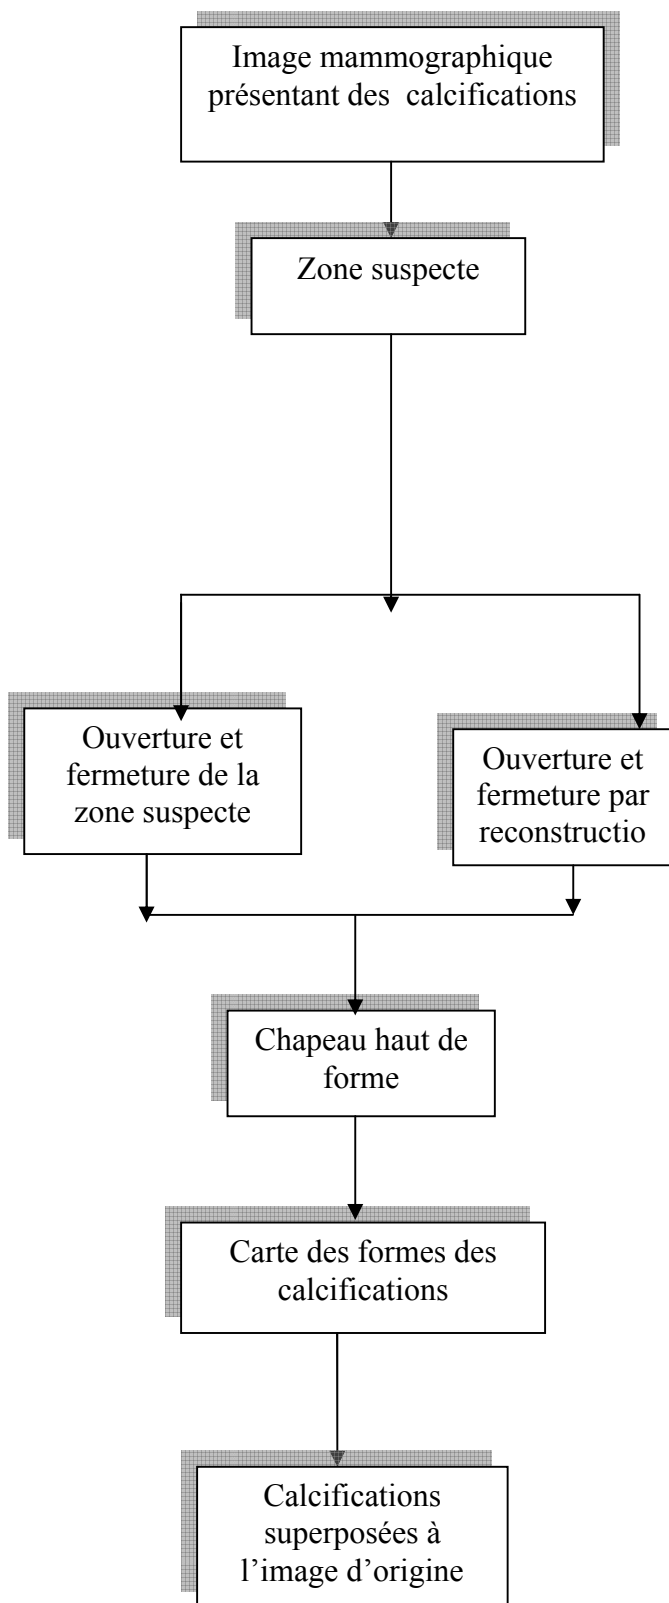 Image mammographique
présentant des calcifications
Zone suspecte
Ouverture et
fermeture de la
zone suspecte
Ouverture et
fermeture par
reconstructio
Chapeau haut de
forme
Carte des formes des
calcifications
Calcifications
superposées à
l’image d’origine